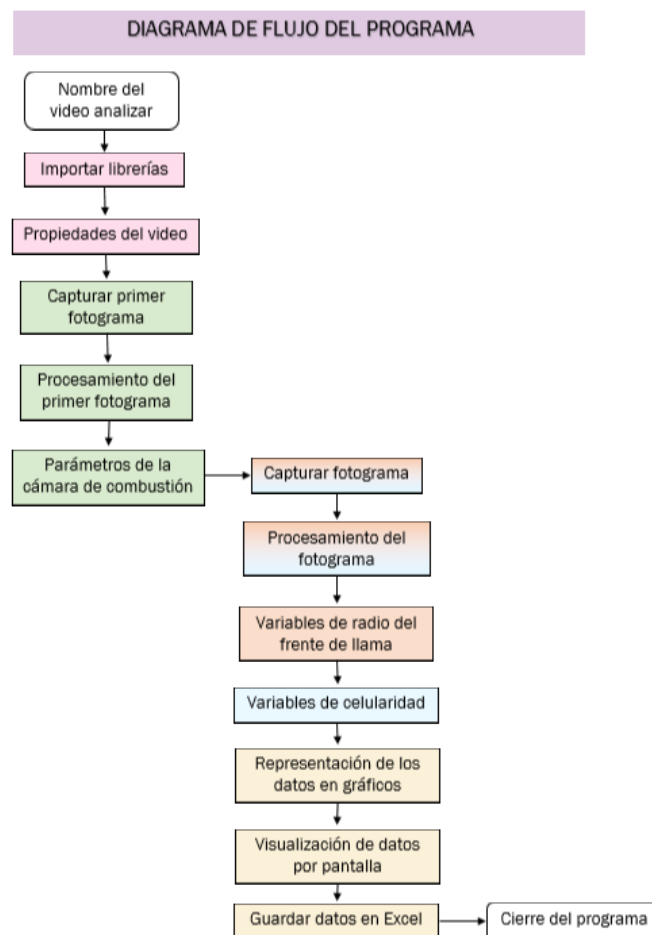 DIAGRAMA DE FLUJO DEL PROGRAMA
Nombre del
video analizar
Importar librerías
Propiedades del video
Capturar primer
fotograma
Procesamiento del
primer fotograma
Parámetros de la
cámara de combustión
Capturar fotograma
Procesamiento del
fotograma
Variables de radio del
frente de llama
Variables de celularidad
Representación de los
datos en gráficos
Visualización de datos
por pantalla
Guardar datos en Excel
Cierre del programa